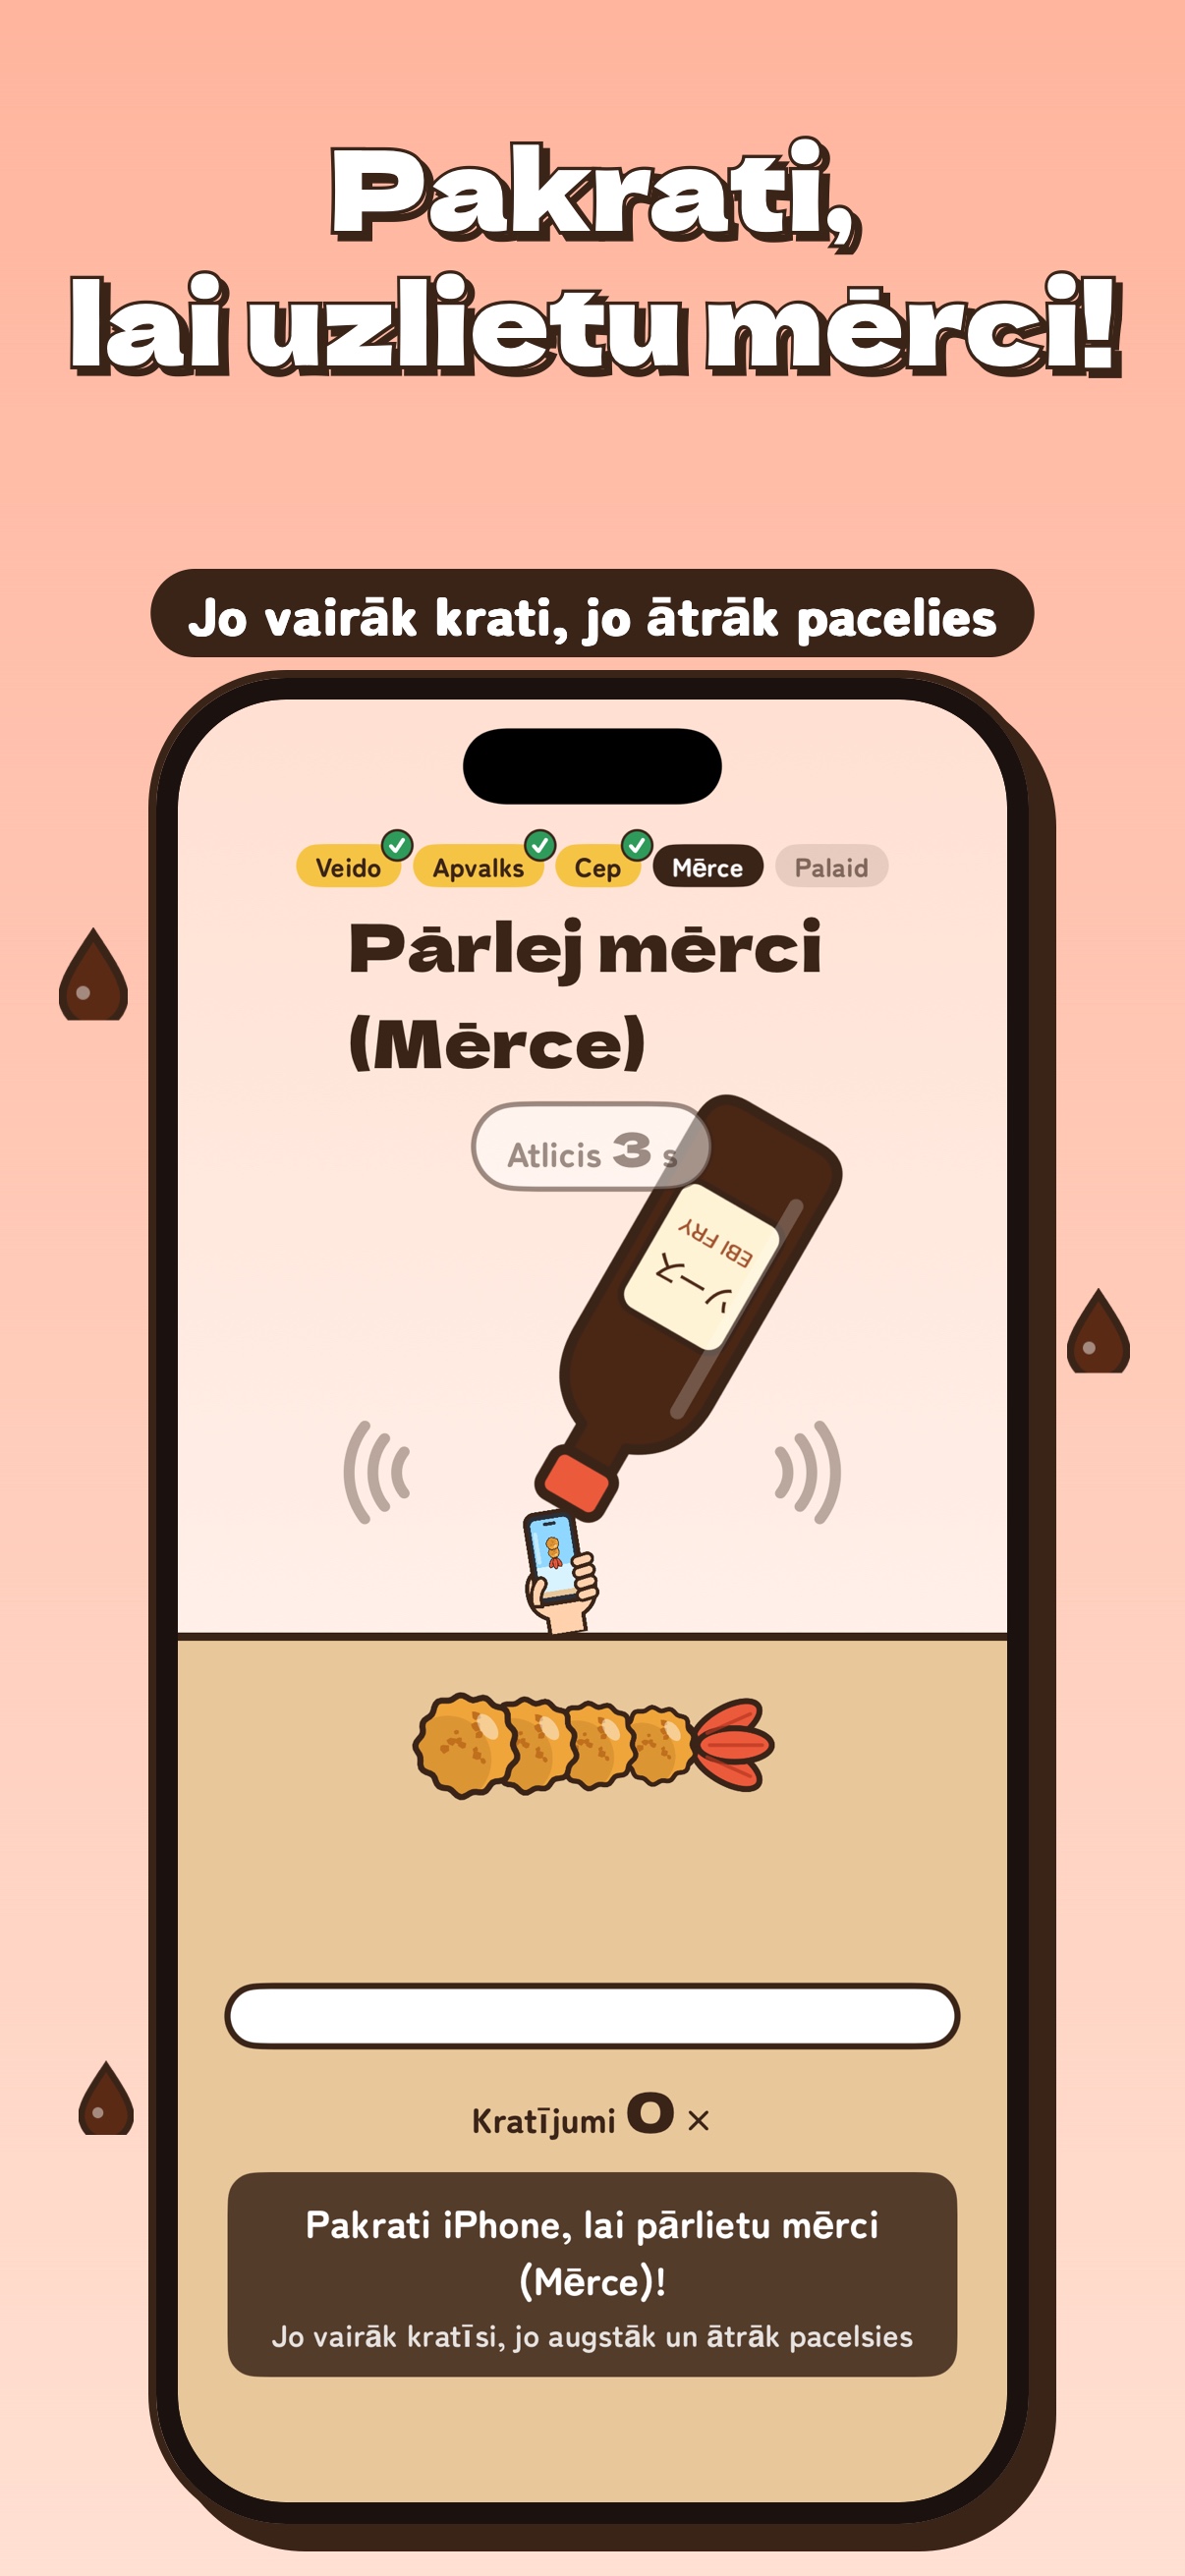 Pakrati,
lai uzlietu mērci!
Jo vairāk krati, jo ātrāk pacelies
Veido Apvalks Cep Mērce Palaid
Pārlej mērci
(Mērce)
Atlicis 3 s
EBI FRY
ソース
Kratījumi 0 ×
Pakrati iPhone, lai pārlietu mērci
(Mērce)!
Jo vairāk kratīsi, jo augstāk un ātrāk pacelsies